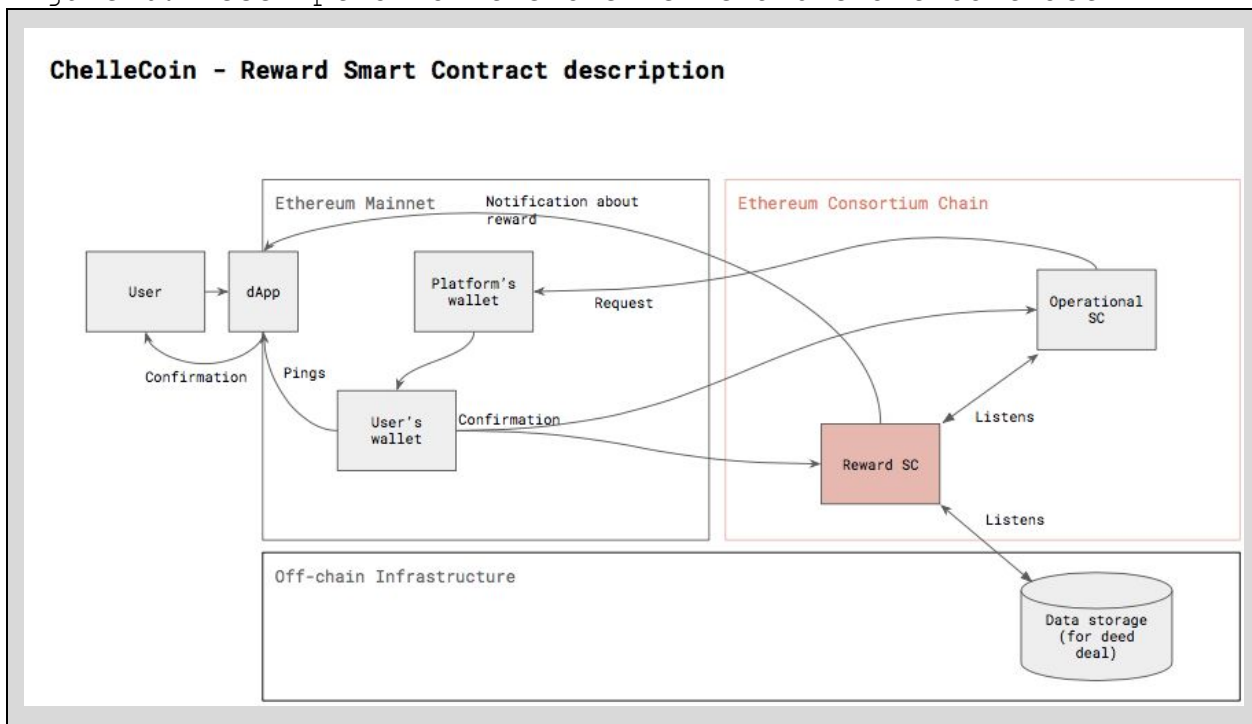 ChelleCoin - Reward Smart Contract description
Ethereum Mainnet
Notification about
reward
Ethereum Consortium Chain
User
dApp
Platform's
wallet
Request
Operational
SC
Confirmation
Pings
User's
wallet
Confirmation
Listens
Reward SC
Listens
Off-chain Infrastructure
Data storage
(for deed
deal)